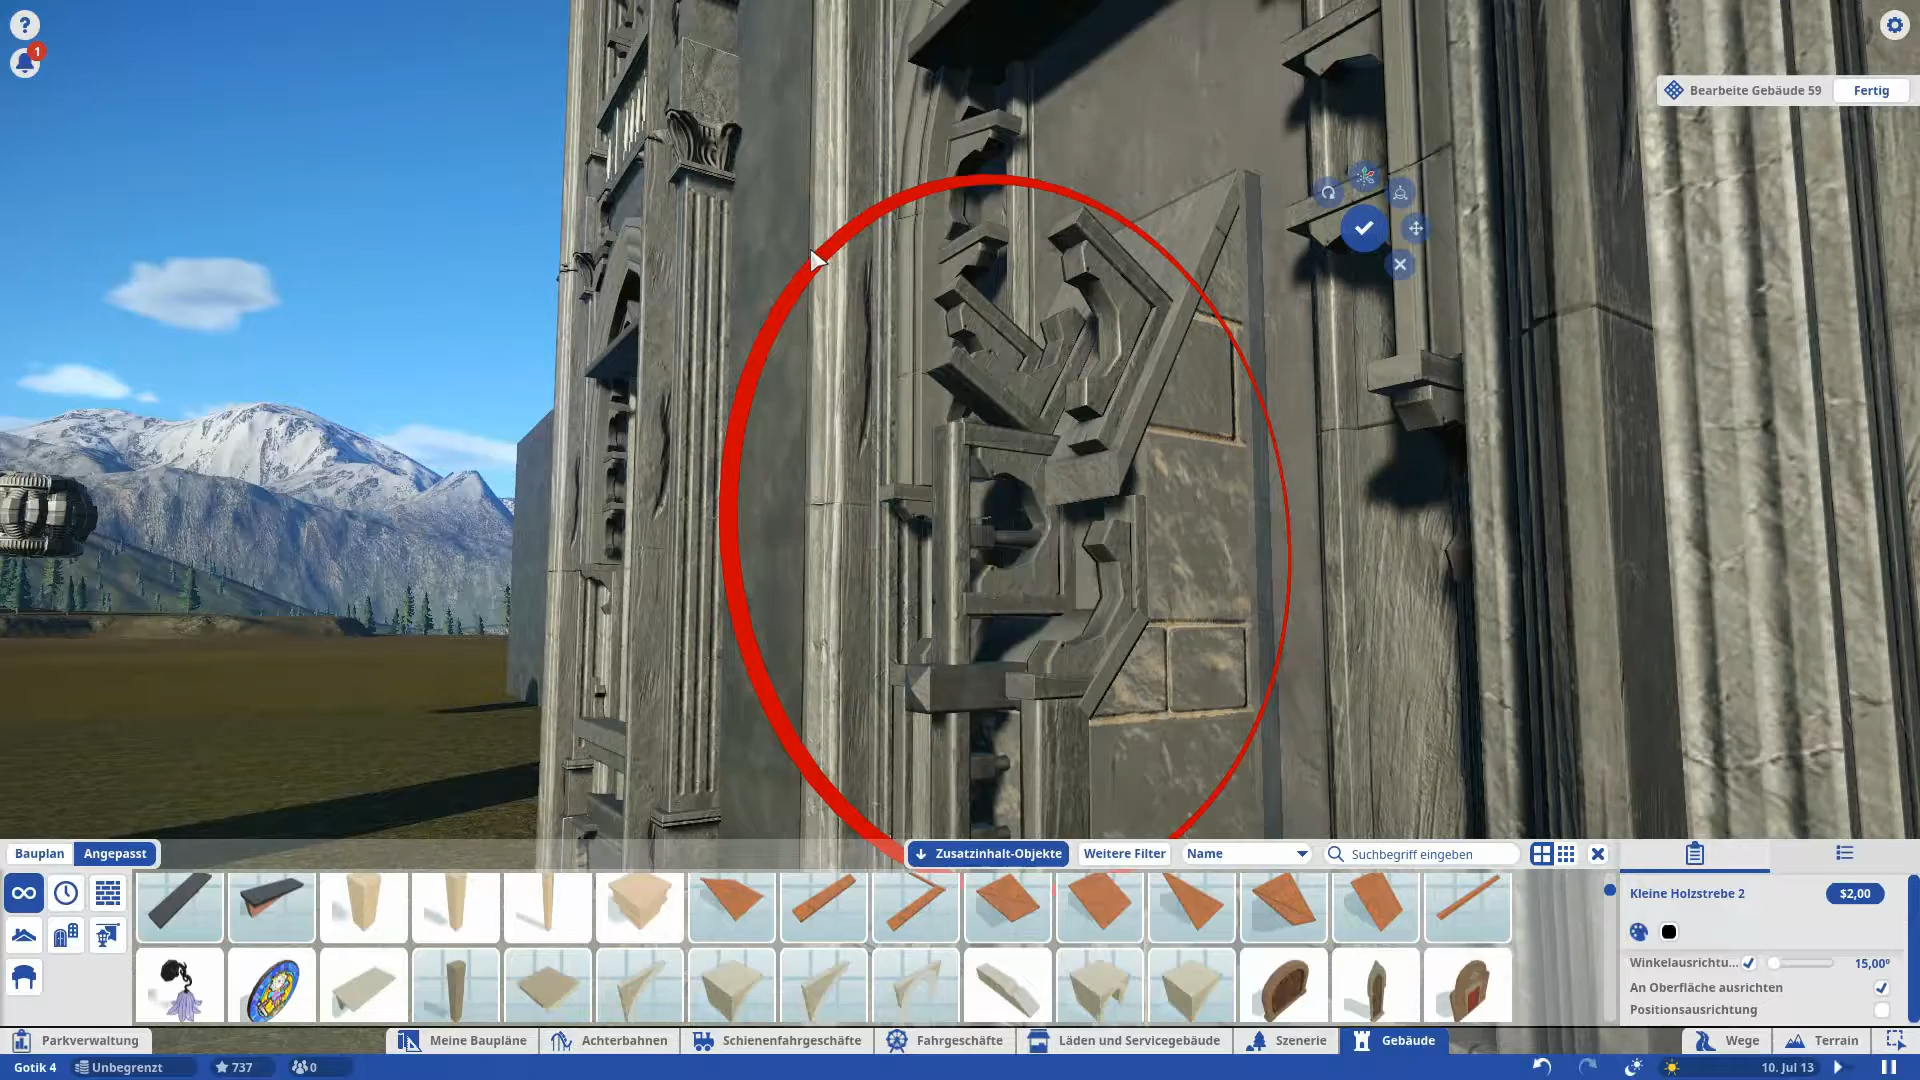 ?
1
Bearbeite Gebäude 59
Fertig
Bauplan
Angepasst
Zusatzinhalt-Objekte
Weitere Filter
Name
Suchbegriff eingeben
Kleine Holzstrebe 2
$2,00
Winkelausrichtu...
15,00°
An Oberfläche ausrichten
Positionsausrichtung
Parkverwaltung
Meine Baupläne
Achterbahnen
Schienenfahrgeschäfte
Fahrgeschäfte
Läden und Servicegebäude
Szenerie
Gebäude
Wege
Terrain
Gotik 4
Unbegrenzt
737
0
10. Jul 13